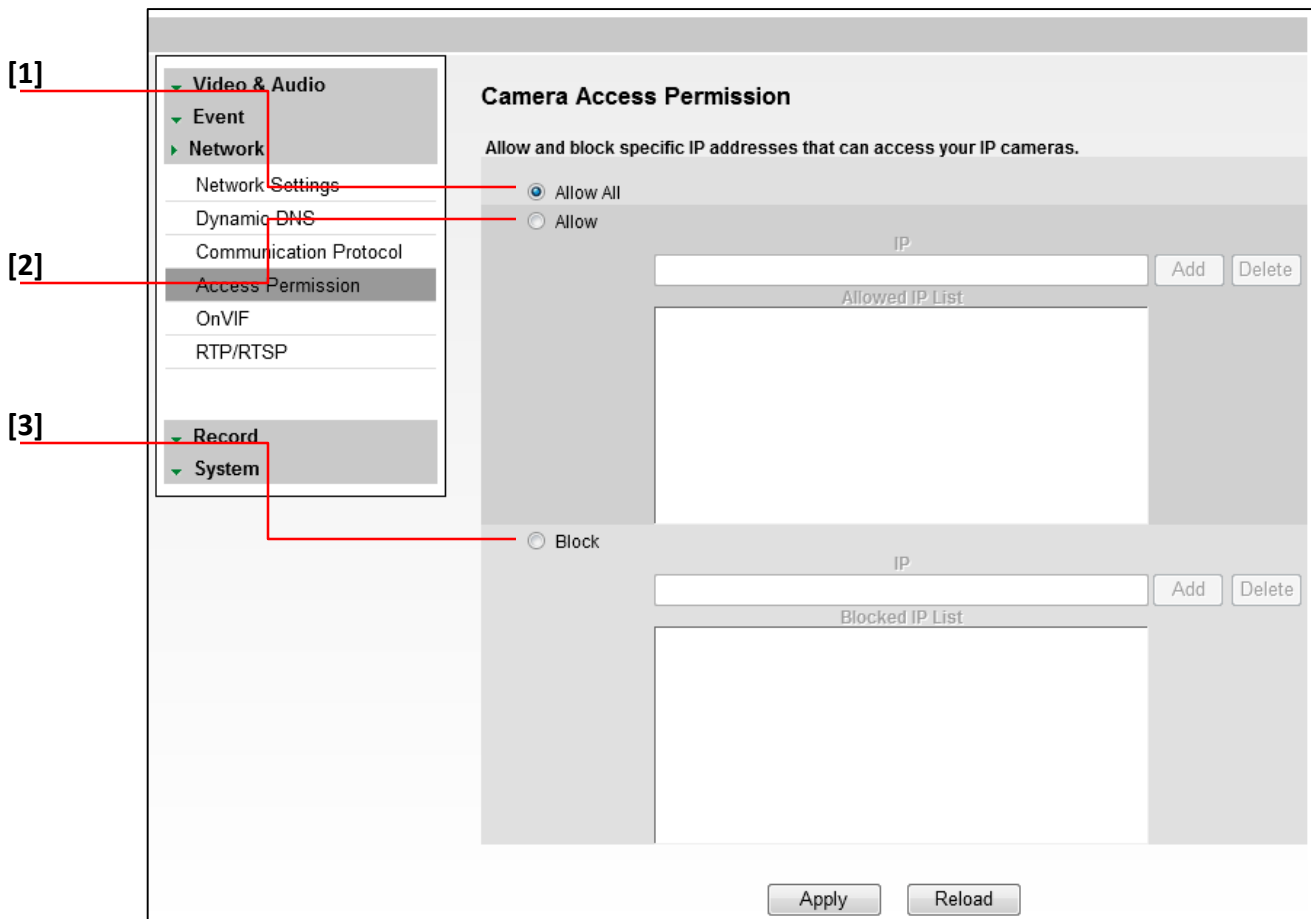 [1]
Video & Audio
Event
Network
Network Settings
Dynamic DNS
[2]
Communication Protocol
Access Permission
OnVIF
RTP/RTSP
[3]
Record
System
Camera Access Permission
Allow and block specific IP addresses that can access your IP cameras.
Allow All
Allow
IP
Add Delete
Allowed IP List
Block
IP
Add Delete
Blocked IP List
Apply Reload